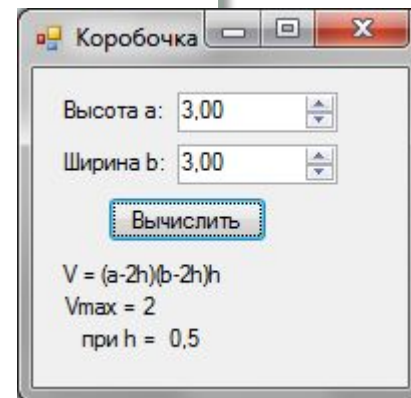 Коробочка
Высота a: 3,00
Ширина b: 3,00
Вычислить
V = (a-2h)(b-2h)h
Vmax = 2
при h = 0,5